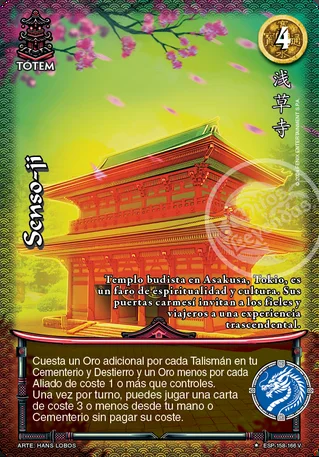 TOTEM
4
浅草寺
Senso-ji
Templo budista en Asakusa, Tokio, es
un faro de espiritualidad y cultura. Sus
puertas carmesí invitan a los fieles y
viajeros a una experiencia
trascendental.
Cuesta un Oro adicional por cada Talismán en tu
Cementerio y Destierro y un Oro menos por cada
Aliado de coste 1 o más que controles.
Una vez por turno, puedes jugar una carta
de coste 3 o menos desde tu mano o
Cementerio sin pagar su coste.
ARTE: HANS LOBOS
ESP-158-166 V